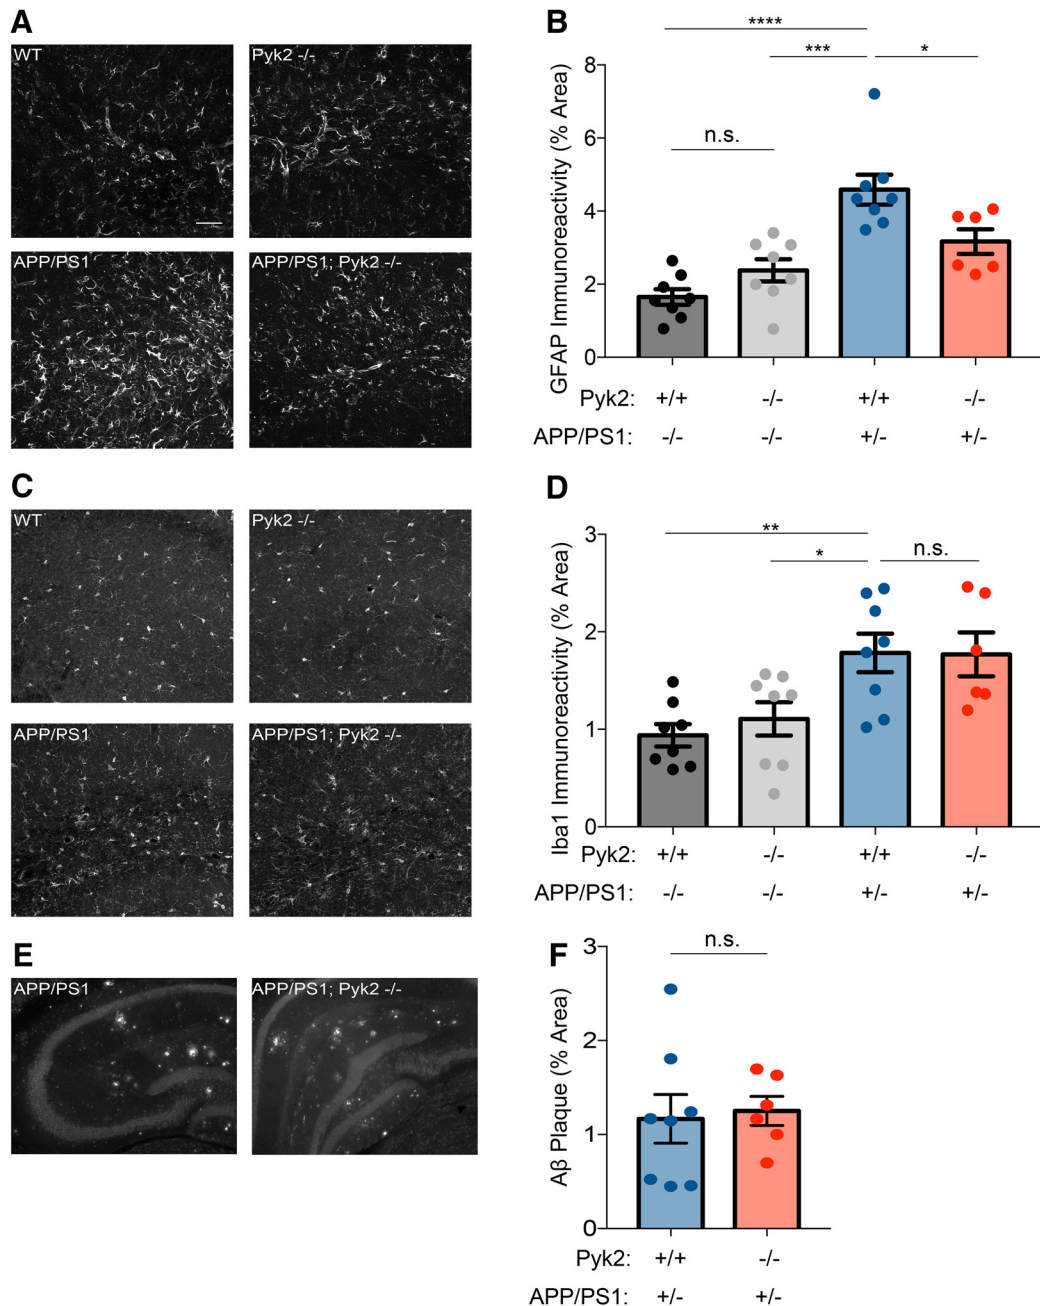 A
WT
Pyk2 -/-
APP/PS1
APP/PS1; Pyk2 -/-
B
****
***
*
n.s.
GFAP Immunoreactivity (% Area)
8
6
4
2
0
Pyk2: +/+ -/- +/+ -/-
APP/PS1: -/- -/- +/- +/-
C
WT
Pyk2 -/-
APP/PS1
APP/PS1; Pyk2 -/-
D
**
*
n.s.
Iba1 Immunoreactivity (% Area)
3
2
1
0
Pyk2: +/+ -/- +/+ -/-
APP/PS1: -/- -/- +/- +/-
E
APP/PS1
APP/PS1; Pyk2 -/-
F
n.s.
Aβ Plaque (% Area)
3
2
1
0
Pyk2: +/+ -/-
APP/PS1: +/- +/-